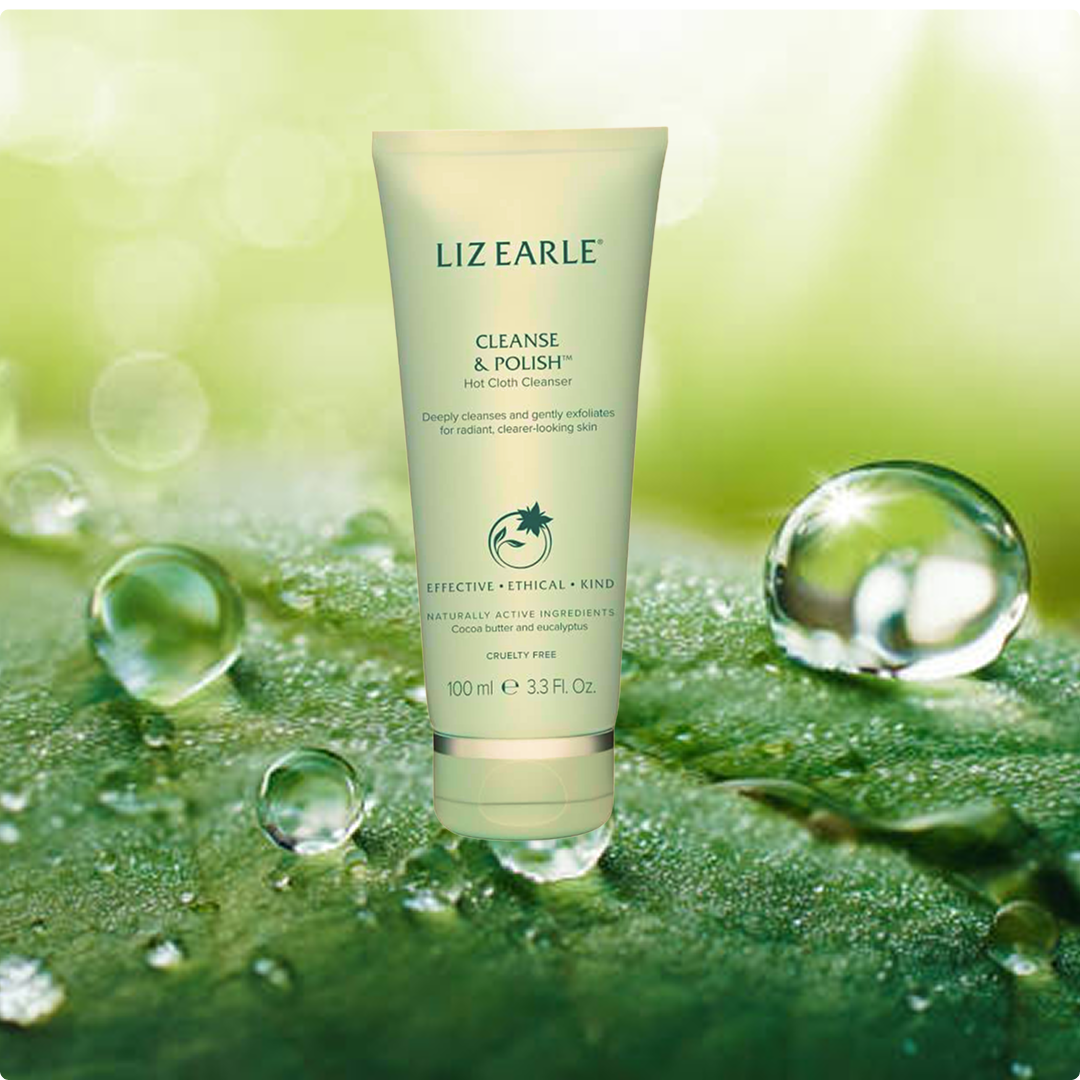 LIZ EARLE®
CLEANSE
& POLISH™
Hot Cloth Cleanser
Deeply cleanses and gently exfoliates
for radiant, clearer-looking skin
EFFECTIVE • ETHICAL • KIND
NATURALLY ACTIVE INGREDIENTS
Cocoa butter and eucalyptus
CRUELTY FREE
100 ml ℮ 3.3 Fl. Oz.